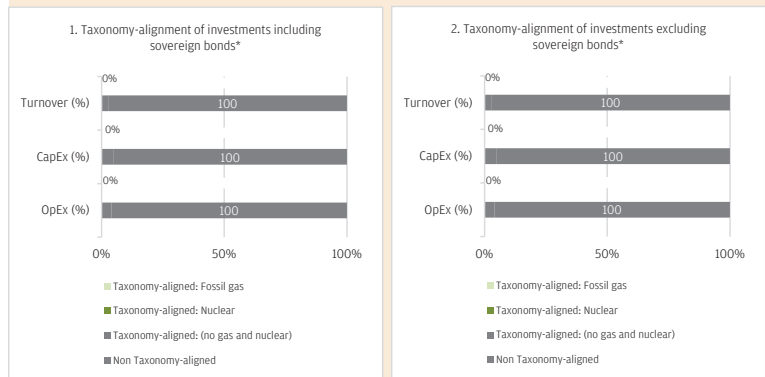 1. Taxonomy-alignment of investments including
sovereign bonds*
0%
Turnover (%)
100
0%
CapEx (%)
100
0%
OpEx (%)
100
0%
50%
100%
Taxonomy-aligned: Fossil gas
Taxonomy-aligned: Nuclear
Taxonomy-aligned: (no gas and nuclear)
Non Taxonomy-aligned
2. Taxonomy-alignment of investments excluding
sovereign bonds*
0%
Turnover (%)
100
0%
CapEx (%)
100
0%
OpEx (%)
100
0%
50%
100%
Taxonomy-aligned: Fossil gas
Taxonomy-aligned: Nuclear
Taxonomy-aligned: (no gas and nuclear)
Non Taxonomy-aligned